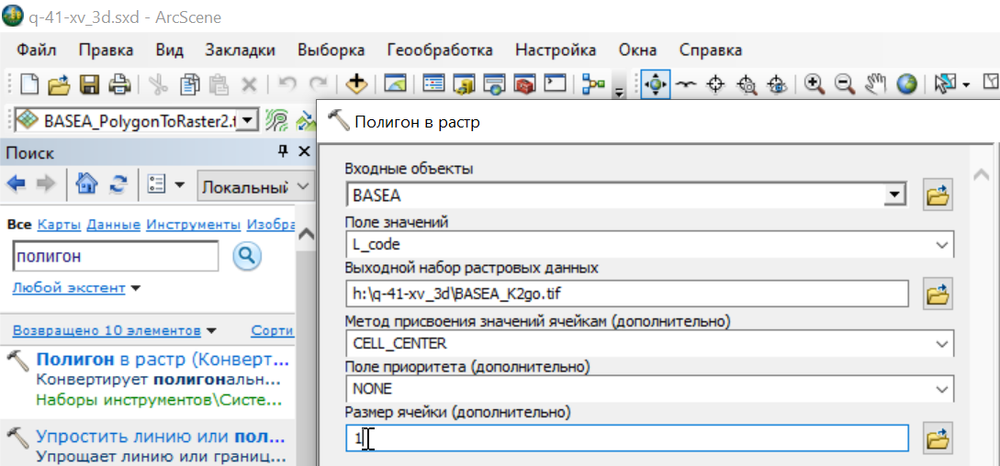 q-41-xv_3d.sxd - ArcScene
Файл Правка Вид Закладки Выборка Геообработка Настройка Окна Справка
BASEA_PolygonToRaster2.t
Поиск
Локальный
Все Карты Данные Инструменты Изобра
полигон
Любой экстент
Возвращено 10 элементов Сорти
Полигон в растр (Конверт...
Конвертирует полигональн...
Наборы инструментов\Систе...
Упростить линию или пол...
Упрощает линию или границ...
Полигон в растр
Входные объекты
BASEA
Поле значений
L_code
Выходной набор растровых данных
h:\q-41-xv_3d\BASEA_K2go.tif
Метод присвоения значений ячейкам (дополнительно)
CELL_CENTER
Поле приоритета (дополнительно)
NONE
Размер ячейки (дополнительно)
1